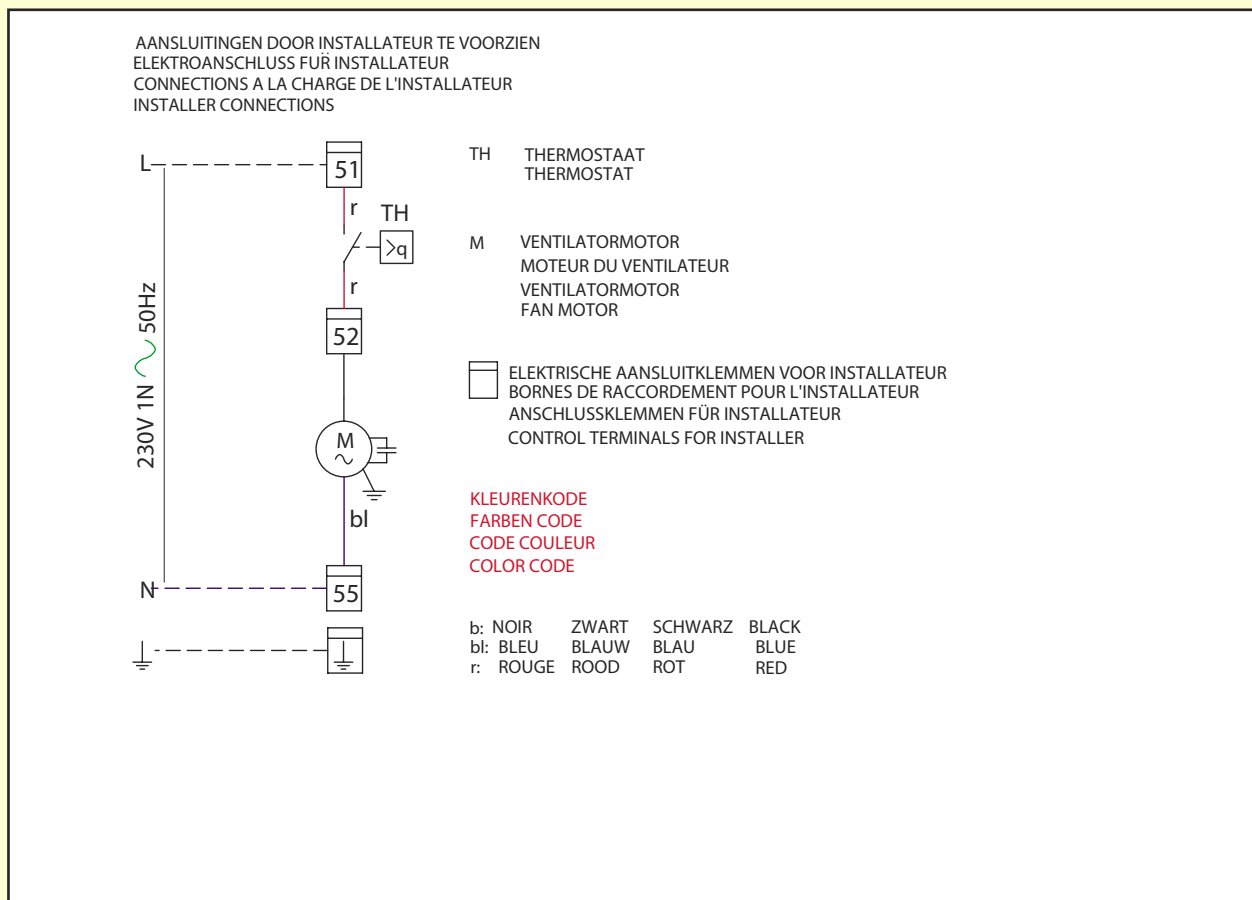 AANSLUITINGEN DOOR INSTALLATEUR TE VOORZIEN
ELEKTROANSCHLUSS FÜR INSTALLATEUR
CONNECTIONS A LA CHARGE DE L'INSTALLATEUR
INSTALLER CONNECTIONS
L
51
r
TH
>q
r
52
230V 1N ~ 50Hz
M
~
bl
N
55
TH THERMOSTAAT
THERMOSTAT
M VENTILATORMOTOR
MOTEUR DU VENTILATEUR
VENTILATORMOTOR
FAN MOTOR
ELEKTRISCHE AANSLUITKLEMMEN VOOR INSTALLATEUR
BORNES DE RACCORDEMENT POUR L'INSTALLATEUR
ANSCHLUSSKLEMMEN FÜR INSTALLATEUR
CONTROL TERMINALS FOR INSTALLER
KLEURENKODE
FARBEN CODE
CODE COULEUR
COLOR CODE
b: NOIR ZWART SCHWARZ BLACK
bl: BLEU BLAUW BLAU BLUE
r: ROUGE ROOD ROT RED